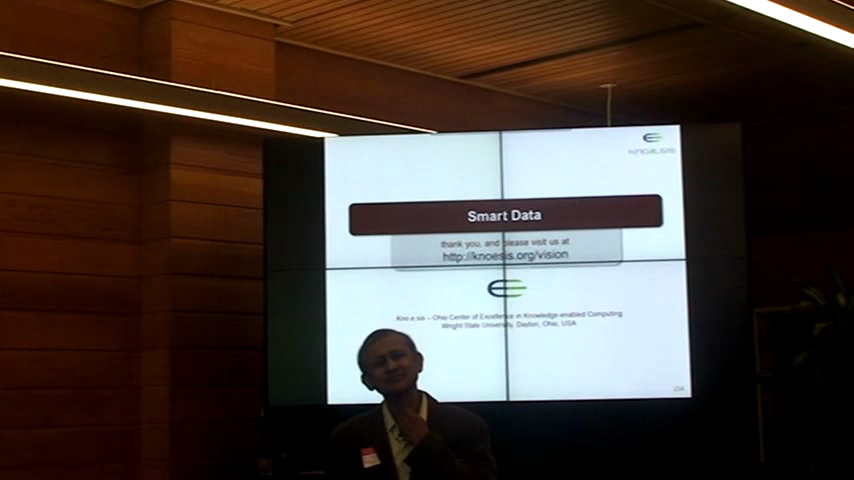 KNO.E.SIS
Smart Data
thank you, and please visit us at
http://knoesis.org/vision
Kno.e.sis – Ohio Center of Excellence in Knowledge-enabled Computing
Wright State University, Dayton, Ohio, USA